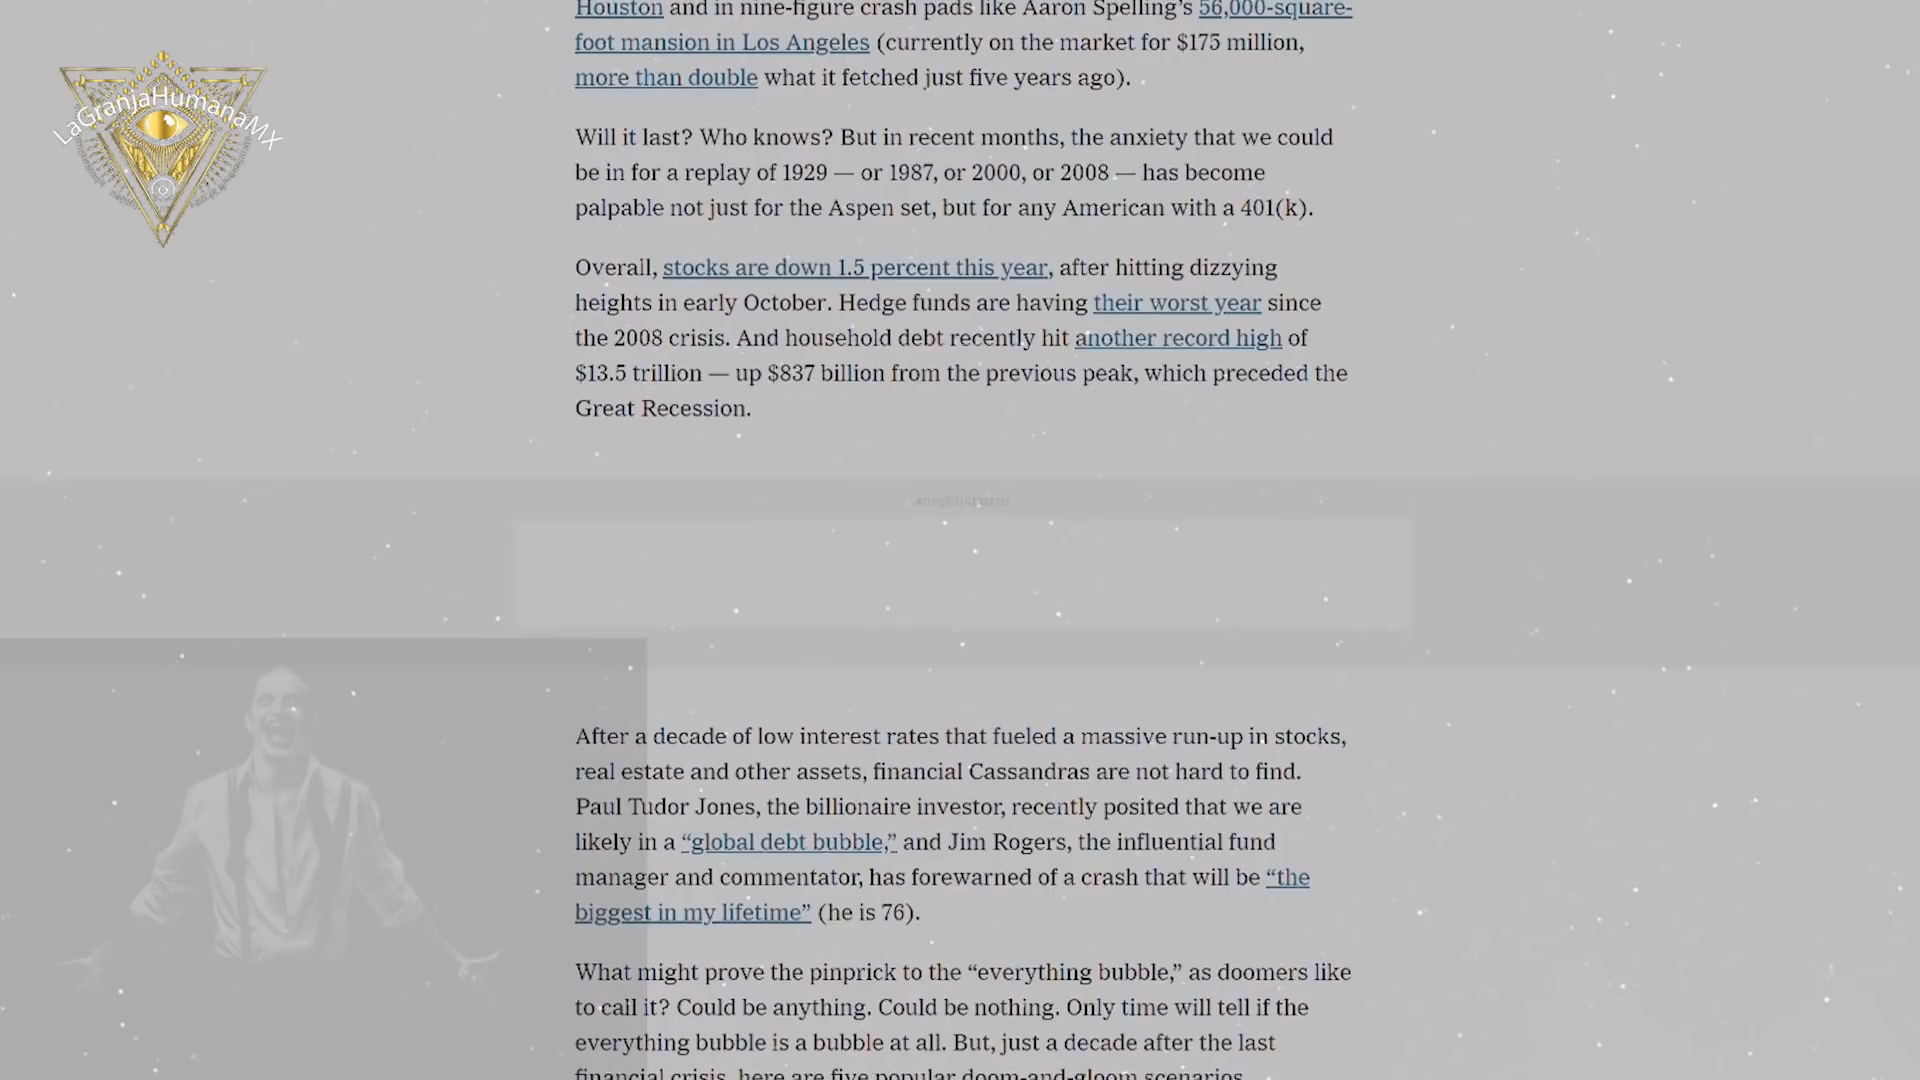 LaGranjaHumanaMX
Houston and in nine-figure crash pads like Aaron Spelling’s 56,000-square-
foot mansion in Los Angeles (currently on the market for $175 million,
more than double what it fetched just five years ago).
Will it last? Who knows? But in recent months, the anxiety that we could
be in for a replay of 1929 — or 1987, or 2000, or 2008 — has become
palpable not just for the Aspen set, but for any American with a 401(k).
Overall, stocks are down 1.5 percent this year, after hitting dizzying
heights in early October. Hedge funds are having their worst year since
the 2008 crisis. And household debt recently hit another record high of
$13.5 trillion — up $837 billion from the previous peak, which preceded the
Great Recession.
ADVERTISEMENT
After a decade of low interest rates that fueled a massive run-up in stocks,
real estate and other assets, financial Cassandras are not hard to find.
Paul Tudor Jones, the billionaire investor, recently posited that we are
likely in a “global debt bubble,” and Jim Rogers, the influential fund
manager and commentator, has forewarned of a crash that will be “the
biggest in my lifetime” (he is 76).
What might prove the pinprick to the “everything bubble,” as doomers like
to call it? Could be anything. Could be nothing. Only time will tell if the
everything bubble is a bubble at all. But, just a decade after the last
financial crisis, here are five popular doom-and-gloom scenarios.